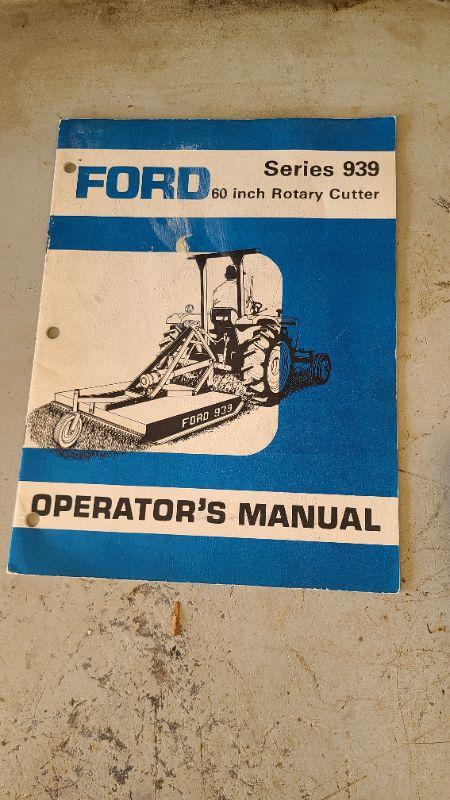 FORD
Series 939
60 inch Rotary Cutter
FORD 939
OPERATOR'S MANUAL